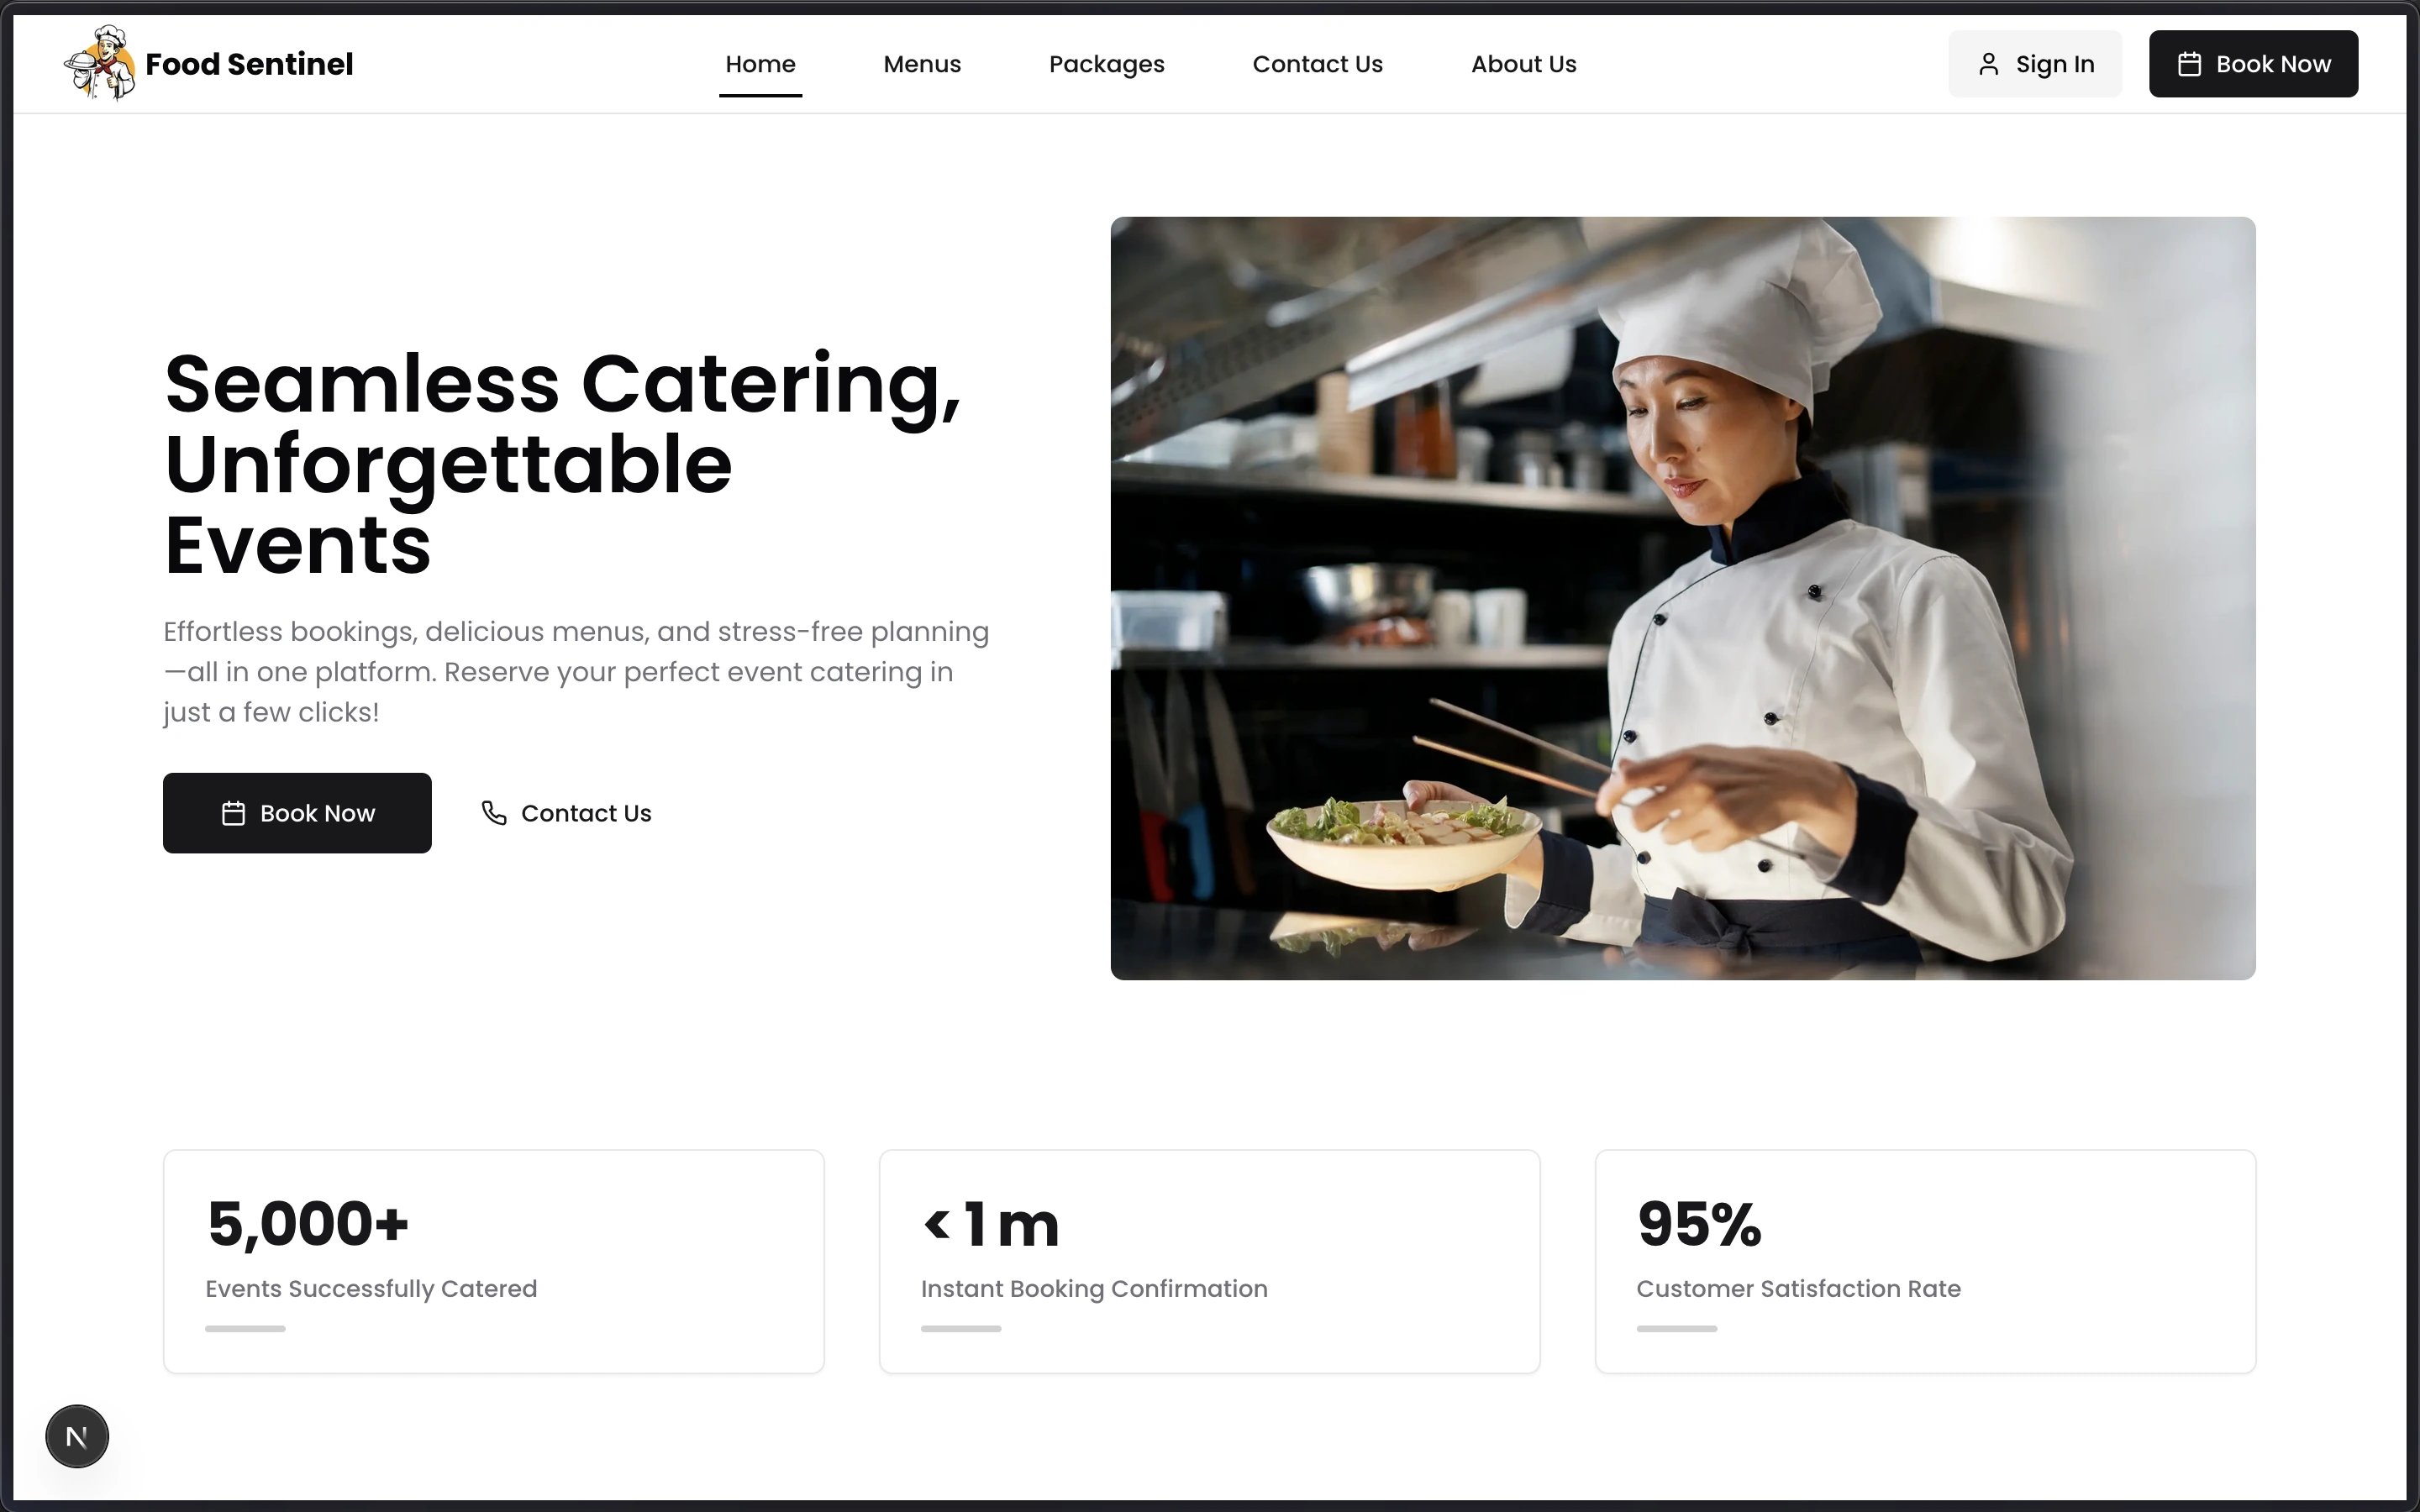 Food Sentinel
Home
Menus
Packages
Contact Us
About Us
Sign In
Book Now
Seamless Catering,
Unforgettable
Events
Effortless bookings, delicious menus, and stress-free planning
—all in one platform. Reserve your perfect event catering in
just a few clicks!
Book Now
Contact Us
5,000+
Events Successfully Catered
< 1 m
Instant Booking Confirmation
95%
Customer Satisfaction Rate
N